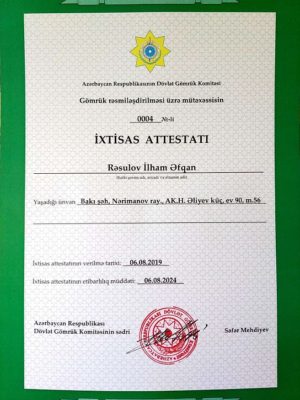 Azərbaycan Respublikasının Dövlət Gömrük Komitəsi
Gömrük rəsmiləşdirilməsi üzrə mütəxəssisin
0004 №-li
İXTİSAS ATTESTATI
Rəsulov İlham Əfqan
Yaşadığı ünvan Bakı şəh, Nərimanov ray., AK.H. Əliyev küç, ev 90, m.56
İxtisas attestatının verilmə tarixi: 06.08.2019
İxtisas attestatının etibarlılıq müddəti: 06.08.2024
Azərbaycan Respublikası
Dövlət Gömrük Komitəsinin sədri Səfər Mehdiyev